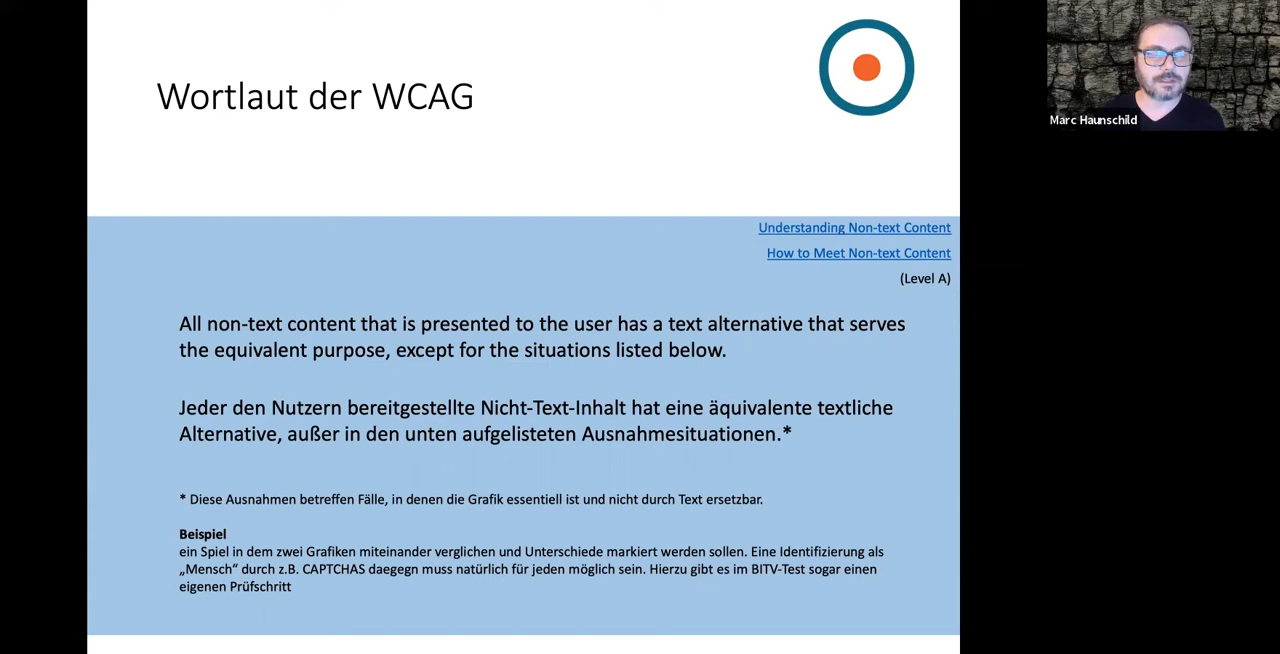 Wortlaut der WCAG
Marc Haunschild
Understanding Non-text Content
How to Meet Non-text Content
(Level A)
All non-text content that is presented to the user has a text alternative that serves
the equivalent purpose, except for the situations listed below.
Jeder den Nutzern bereitgestellte Nicht-Text-Inhalt hat eine äquivalente textliche
Alternative, außer in den unten aufgelisteten Ausnahmesituationen.*
* Diese Ausnahmen betreffen Fälle, in denen die Grafik essentiell ist und nicht durch Text ersetzbar.
Beispiel
ein Spiel in dem zwei Grafiken miteinander verglichen und Unterschiede markiert werden sollen. Eine Identifizierung als
„Mensch“ durch z.B. CAPTCHAS daegegn muss natürlich für jeden möglich sein. Hierzu gibt es im BITV-Test sogar einen
eigenen Prüfschritt